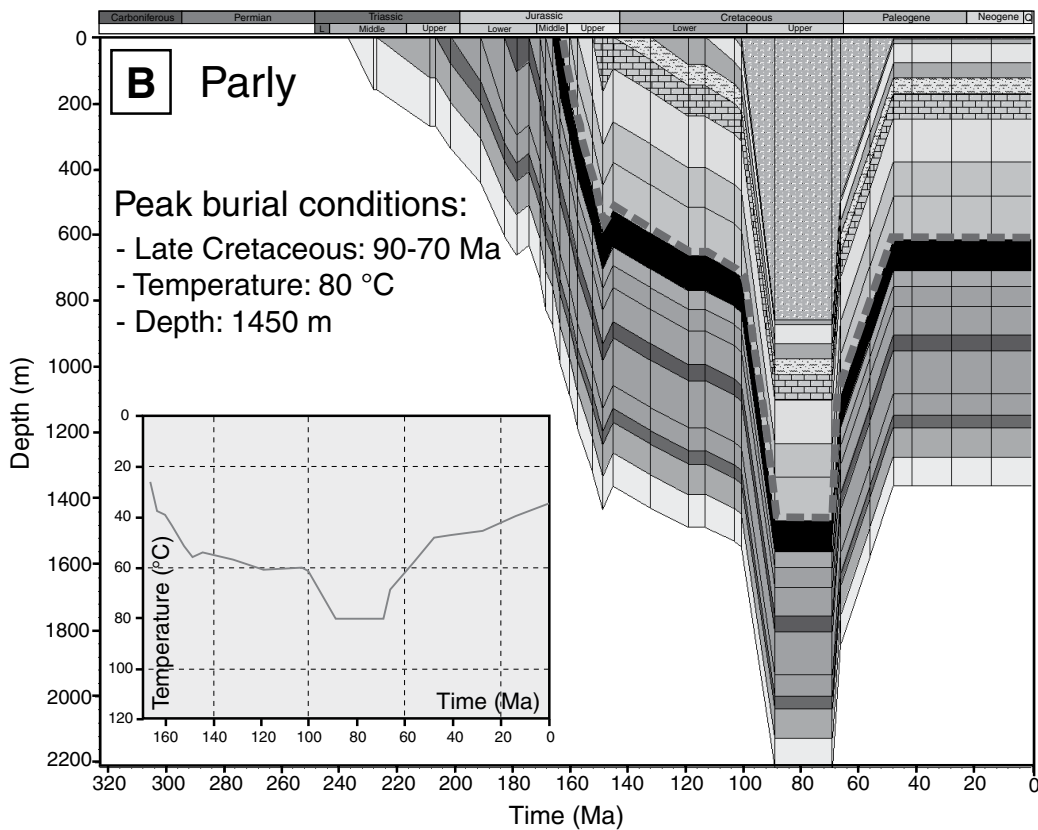 Carboniferous Permian Triassic Jurassic Cretaceous Paleogene Neogene Q
L Middle Upper Lower Middle Upper Lower Upper
B Parly
Peak burial conditions:
- Late Cretaceous: 90-70 Ma
- Temperature: 80 °C
- Depth: 1450 m
Depth (m)
0
200
400
600
800
1000
1200
1400
1600
1800
2000
2200
Temperature (°C)
0
20
40
60
80
100
120
Time (Ma)
160 140 120 100 80 60 40 20 0
320 300 280 260 240 220 200 180 160 140 120 100 80 60 40 20 0
Time (Ma)